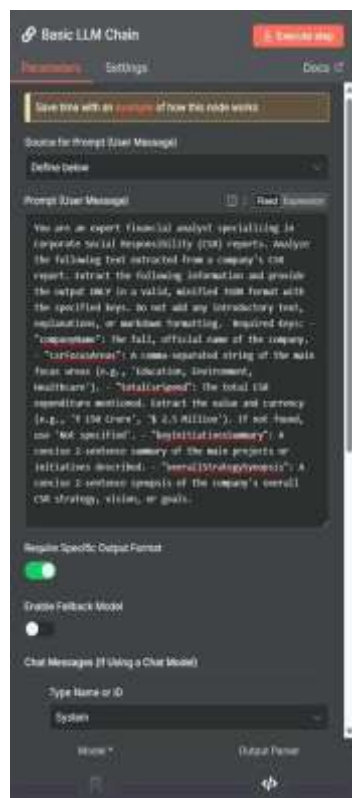 Basic LLM Chain
Execute step
Parameters
Settings
Docs
Save time with an example of how this node works
Source for Prompt (User Message)
Define below
Prompt (User Message)
Fixed Expression
You are an expert financial analyst specializing in
Corporate Social Responsibility (CSR) reports. Analyze
the following text extracted from a company's CSR
report. Extract the following information and provide
the output ONLY in a valid, minified JSON format with
the specified keys. Do not add any introductory text,
explanations, or markdown formatting. Required Keys: -
"companyName": The full, official name of the company.
- "csrFocusAreas": A comma-separated string of the main
focus areas (e.g., 'Education, Environment,
Healthcare'). - "totalCsrSpend": The total CSR
expenditure mentioned. Extract the value and currency
(e.g., '₹ 150 Crore', '$ 2.5 Million'). If not found,
use 'Not specified'. - "keyInitiativesSummary": A
concise 2-sentence summary of the main projects or
initiatives described. - "overallStrategySynopsis": A
concise 2-sentence synopsis of the company's overall
CSR strategy, vision, or goals.
Require Specific Output Format
Enable Fallback Model
Chat Messages (if Using a Chat Model)
Type Name or ID
System
Model *
Output Parser